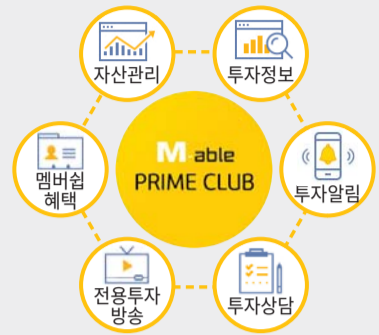 자산관리
투자정보
M able
PRIME CLUB
멤버쉽
혜택
투자알림
전용투자
방송
투자상담